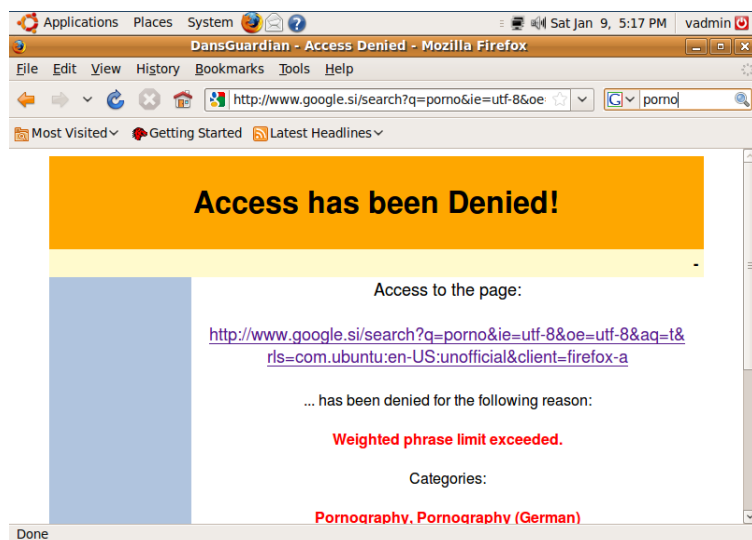 Applications Places System Sat Jan 9, 5:17 PM vadmin
DansGuardian - Access Denied - Mozilla Firefox
File Edit View History Bookmarks Tools Help
http://www.google.si/search?q=porno&ie=utf-8&oe G porno
Most Visited Getting Started Latest Headlines
Access has been Denied!
-
Access to the page:
http://www.google.si/search?q=porno&ie=utf-8&oe=utf-8&aq=t&
rls=com.ubuntu:en-US:unofficial&client=firefox-a
... has been denied for the following reason:
Weighted phrase limit exceeded.
Categories:
Pornography, Pornography (German)
Done